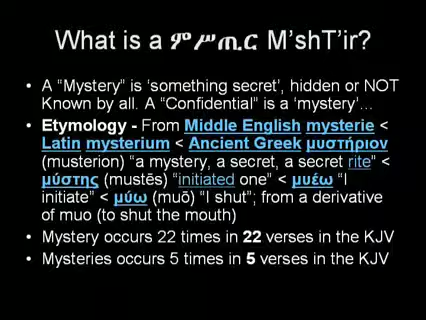 What is a ምሥጢር M'shT'ir?
• A "Mystery" is 'something secret', hidden or NOT
Known by all. A "Confidential" is a 'mystery'…
• Etymology - From Middle English mysterie <
Latin mysterium < Ancient Greek μυστήριον
(musterion) "a mystery, a secret, a secret rite" <
μύστης (mustēs) "initiated one" < μυέω "I
initiate" < μύω (muō) "I shut"; from a derivative
of muo (to shut the mouth)
• Mystery occurs 22 times in 22 verses in the KJV
• Mysteries occurs 5 times in 5 verses in the KJV